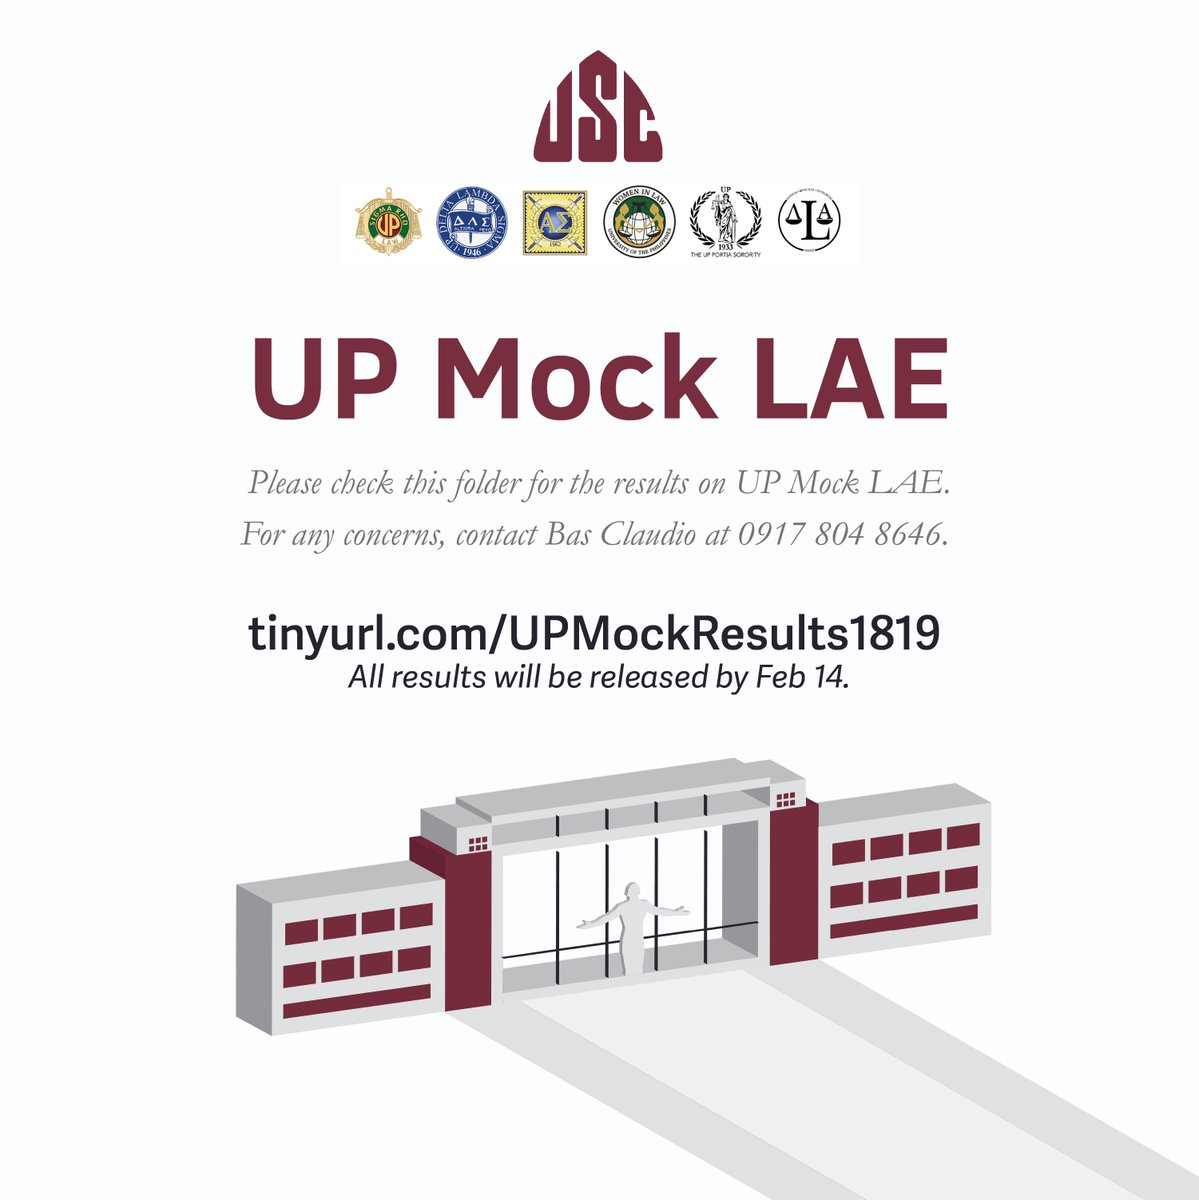 USC
SIGMA RHO
UP
LAW
UP DELTA LAMBDA SIGMA
ΔΛΣ
ALTIORA PETO
1946
ΑΣ
1962
WOMEN IN LAW
UNIVERSITY OF THE PHILIPPINES
UP
1933
THE UP PORTIA SORORITY
L
UP Mock LAE
Please check this folder for the results on UP Mock LAE.
For any concerns, contact Bas Claudio at 0917 804 8646.
tinyurl.com/UPMockResults1819
All results will be released by Feb 14.